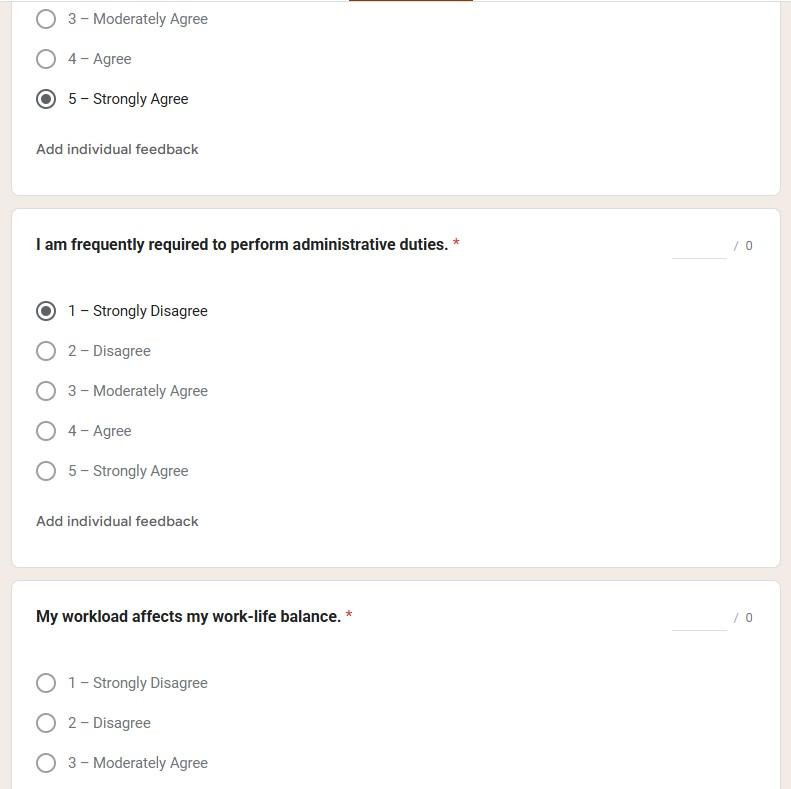 3 – Moderately Agree
4 – Agree
5 – Strongly Agree
Add individual feedback
I am frequently required to perform administrative duties. *
/ 0
1 – Strongly Disagree
2 – Disagree
3 – Moderately Agree
4 – Agree
5 – Strongly Agree
Add individual feedback
My workload affects my work-life balance. *
/ 0
1 – Strongly Disagree
2 – Disagree
3 – Moderately Agree